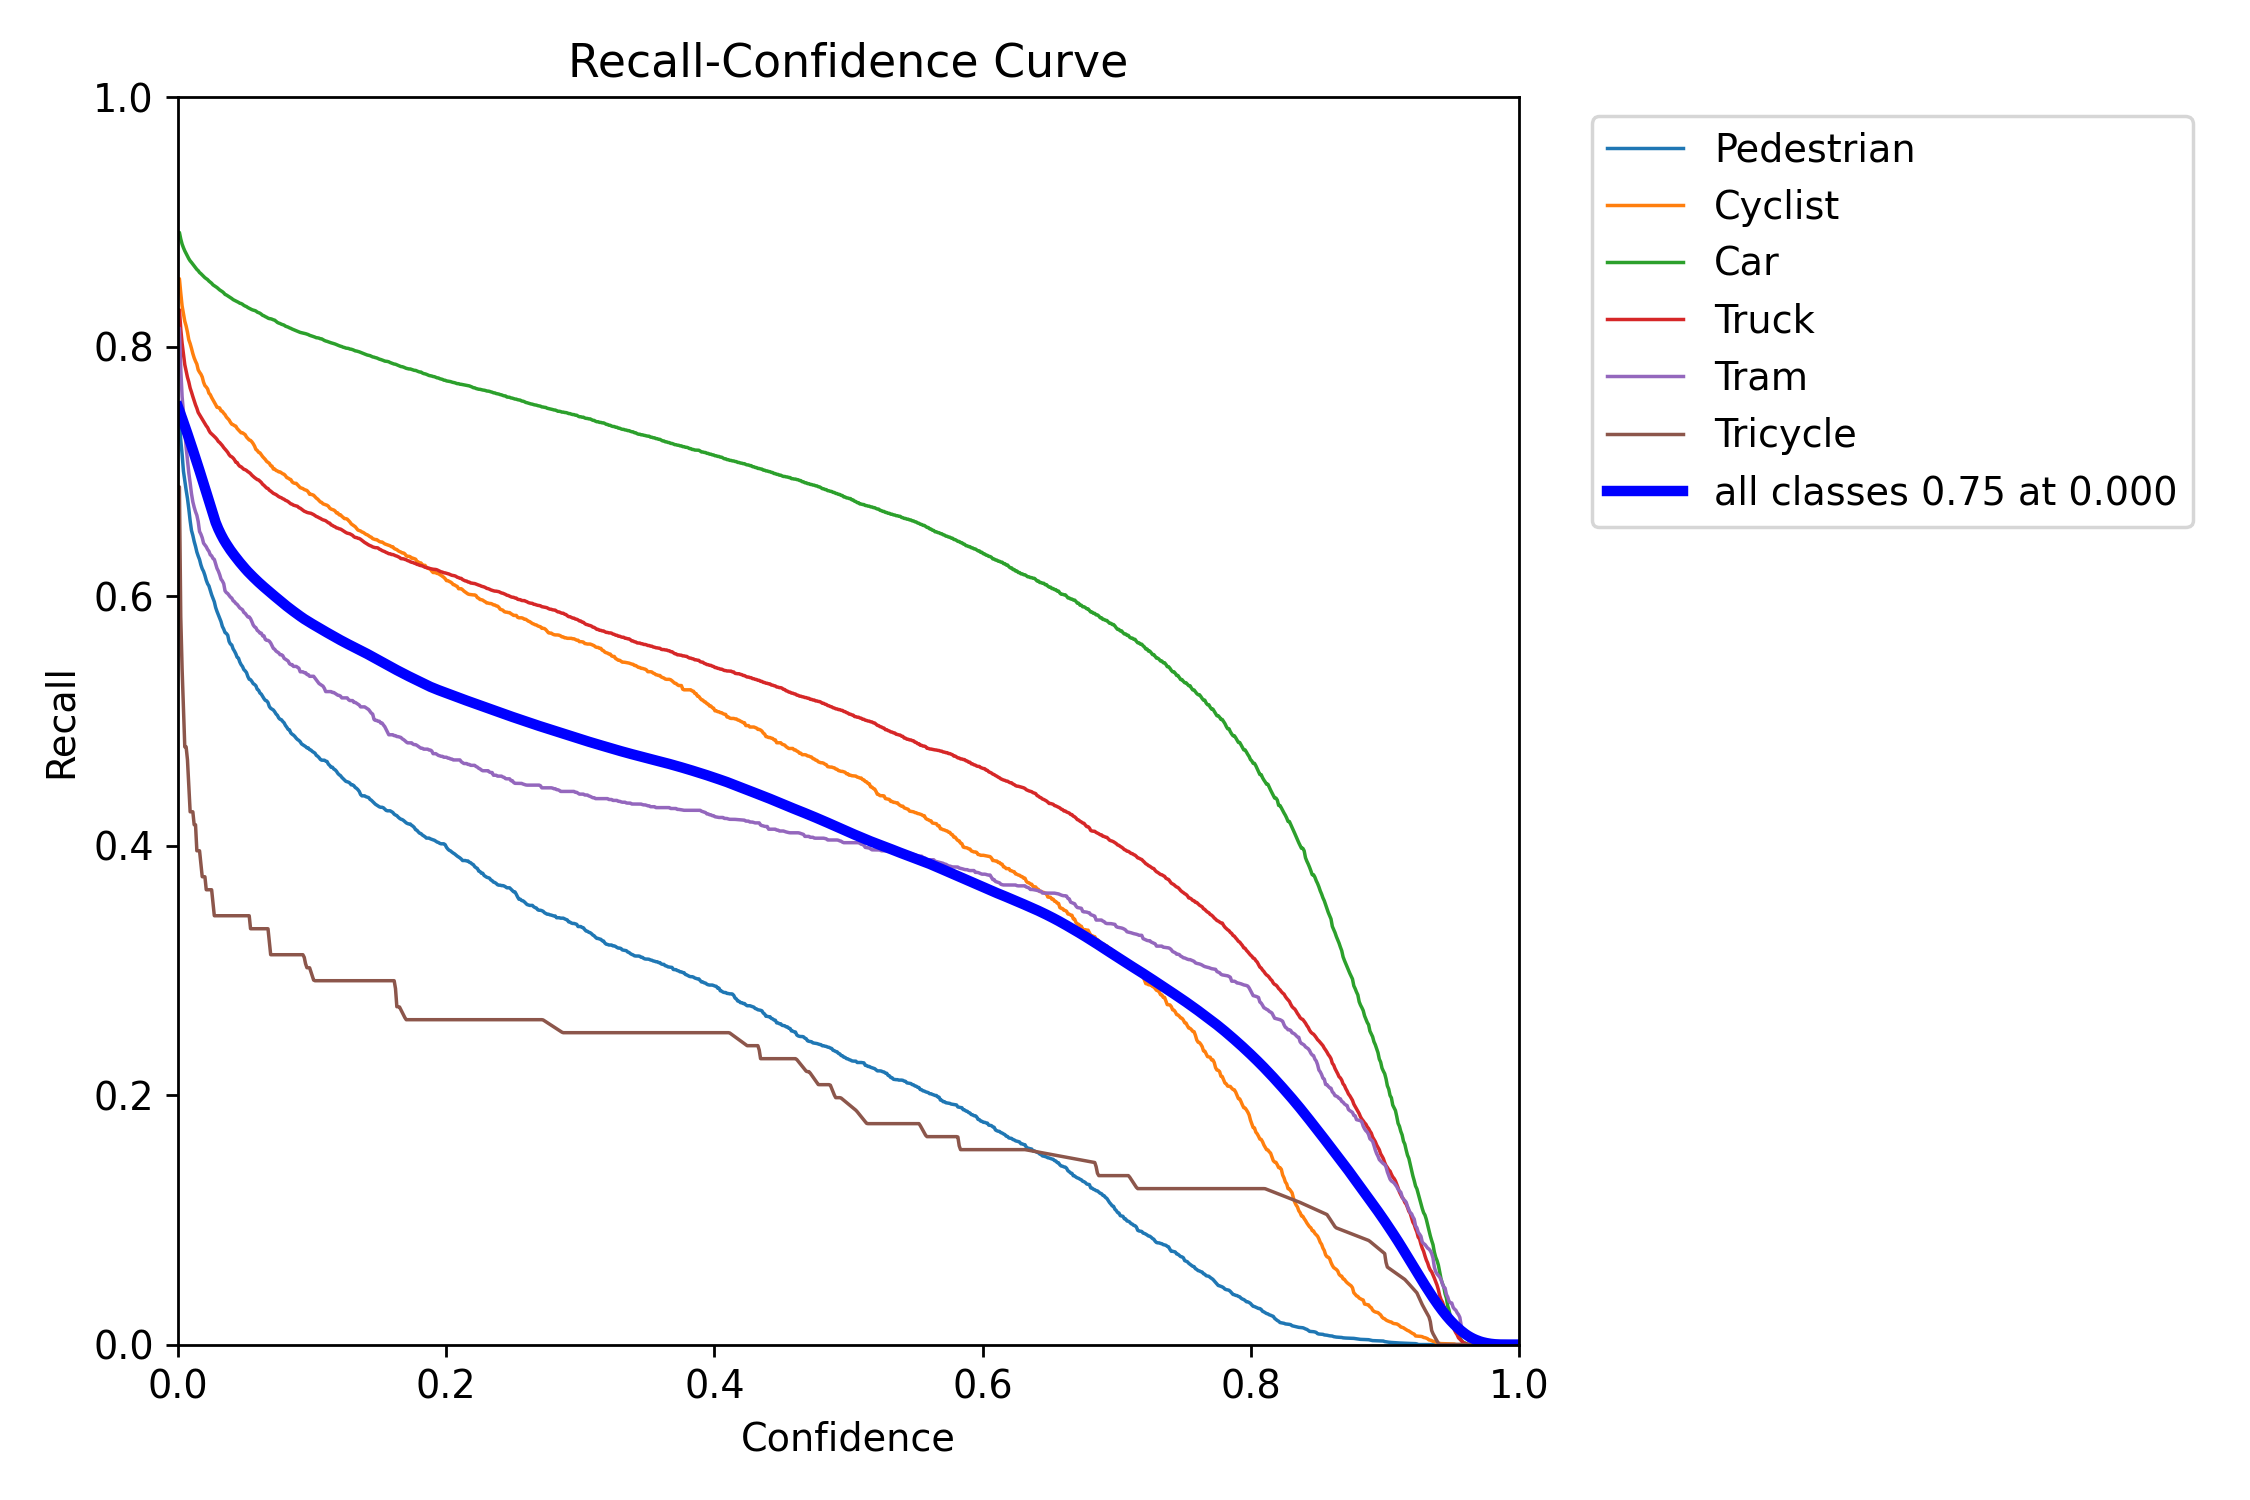 Recall-Confidence Curve
1.0
0.8
0.6
0.4
0.2
0.0
Recall
0.0 0.2 0.4 0.6 0.8 1.0
Confidence
Pedestrian
Cyclist
Car
Truck
Tram
Tricycle
all classes 0.75 at 0.000